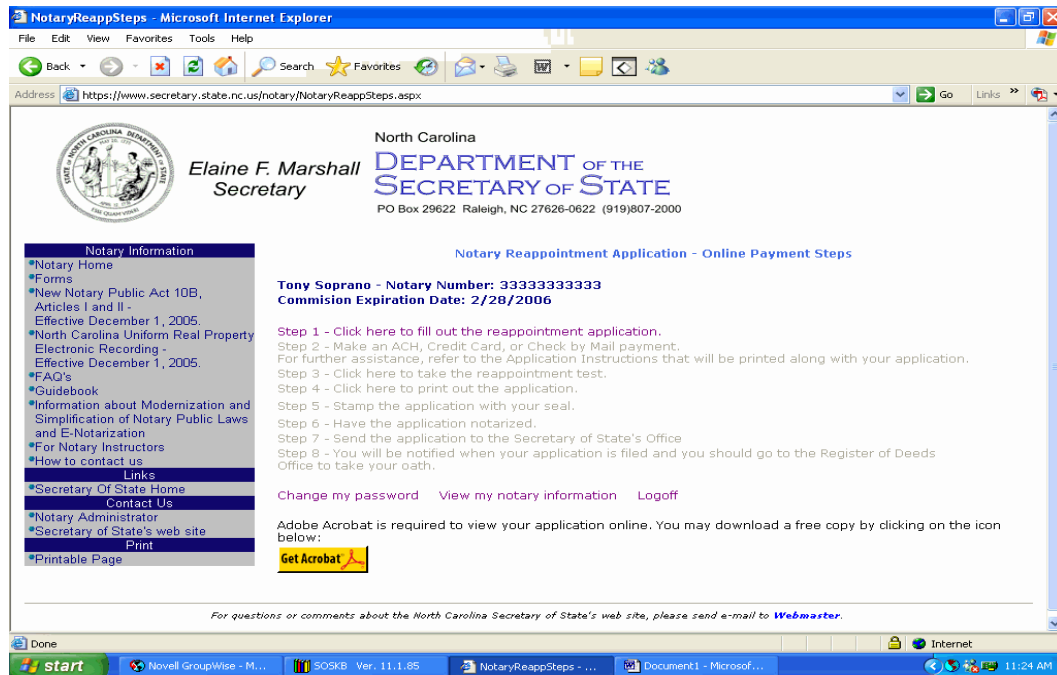 NotaryReappSteps - Microsoft Internet Explorer
File Edit View Favorites Tools Help
Back Search Favorites
Address https://www.secretary.state.nc.us/notary/NotaryReappSteps.aspx Go Links »
Elaine F. Marshall
Secretary
North Carolina
DEPARTMENT OF THE
SECRETARY OF STATE
PO Box 29622 Raleigh, NC 27626-0622 (919)807-2000
Notary Information
Notary Home
Forms
New Notary Public Act 10B,
Articles I and II -
Effective December 1, 2005.
North Carolina Uniform Real Property
Electronic Recording -
Effective December 1, 2005.
FAQ's
Guidebook
Information about Modernization and
Simplification of Notary Public Laws
and E-Notarization
For Notary Instructors
How to contact us
Links
Secretary Of State Home
Contact Us
Notary Administrator
Secretary of State's web site
Print
Printable Page
Notary Reappointment Application - Online Payment Steps
Tony Soprano - Notary Number: 33333333333
Commision Expiration Date: 2/28/2006
Step 1 - Click here to fill out the reappointment application.
Step 2 - Make an ACH, Credit Card, or Check by Mail payment.
For further assistance, refer to the Application Instructions that will be printed along with your application.
Step 3 - Click here to take the reappointment test.
Step 4 - Click here to print out the application.
Step 5 - Stamp the application with your seal.
Step 6 - Have the application notarized.
Step 7 - Send the application to the Secretary of State's Office
Step 8 - You will be notified when your application is filed and you should go to the Register of Deeds
Office to take your oath.
Change my password View my notary information Logoff
Adobe Acrobat is required to view your application online. You may download a free copy by clicking on the icon
below:
Get Acrobat
For questions or comments about the North Carolina Secretary of State's web site, please send e-mail to Webmaster.
Done Internet
start Novell GroupWise - M... SOSKB Ver. 11.1.85 NotaryReappSteps - ... Document1 - Microsof... 11:24 AM